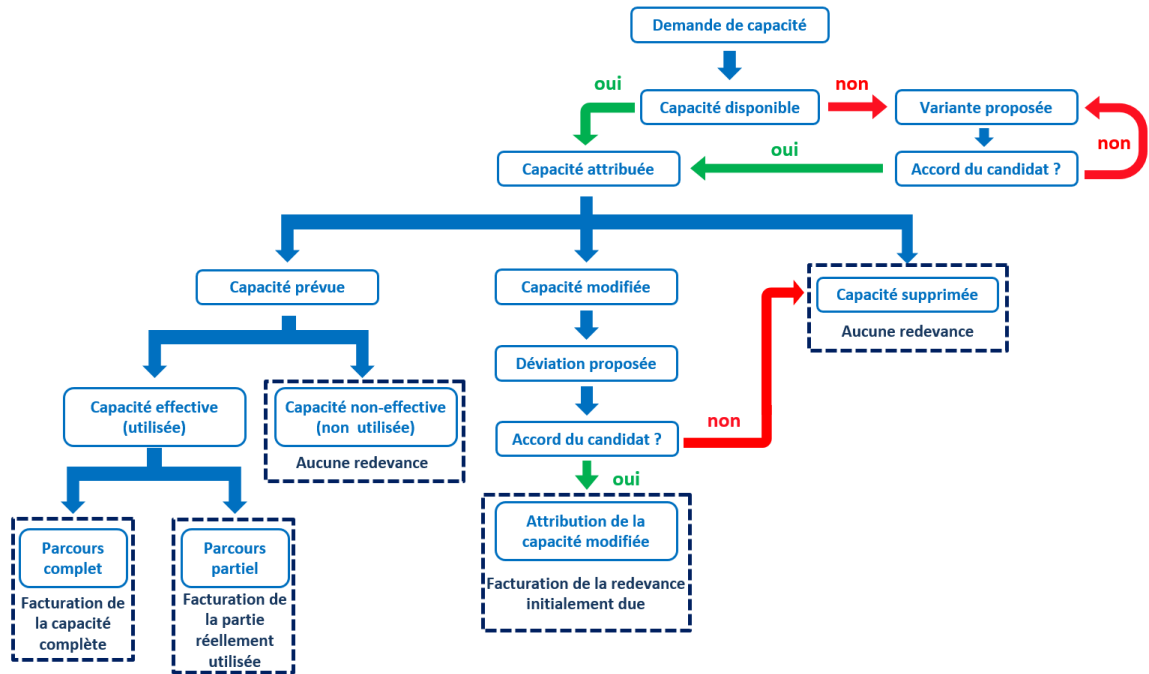 Demande de capacité
oui
Capacité disponible
non
Variante proposée
Capacité attribuée
oui
Accord du candidat ?
non
Capacité prévue
Capacité modifiée
Capacité supprimée
Aucune redevance
Déviation proposée
Capacité effective
(utilisée)
Capacité non-effective
(non utilisée)
Aucune redevance
Accord du candidat ?
non
oui
Parcours
complet
Facturation de
la capacité
complète
Parcours
partiel
Facturation de
la partie
réellement
utilisée
Attribution de la
capacité modifiée
Facturation de la redevance
initialement due